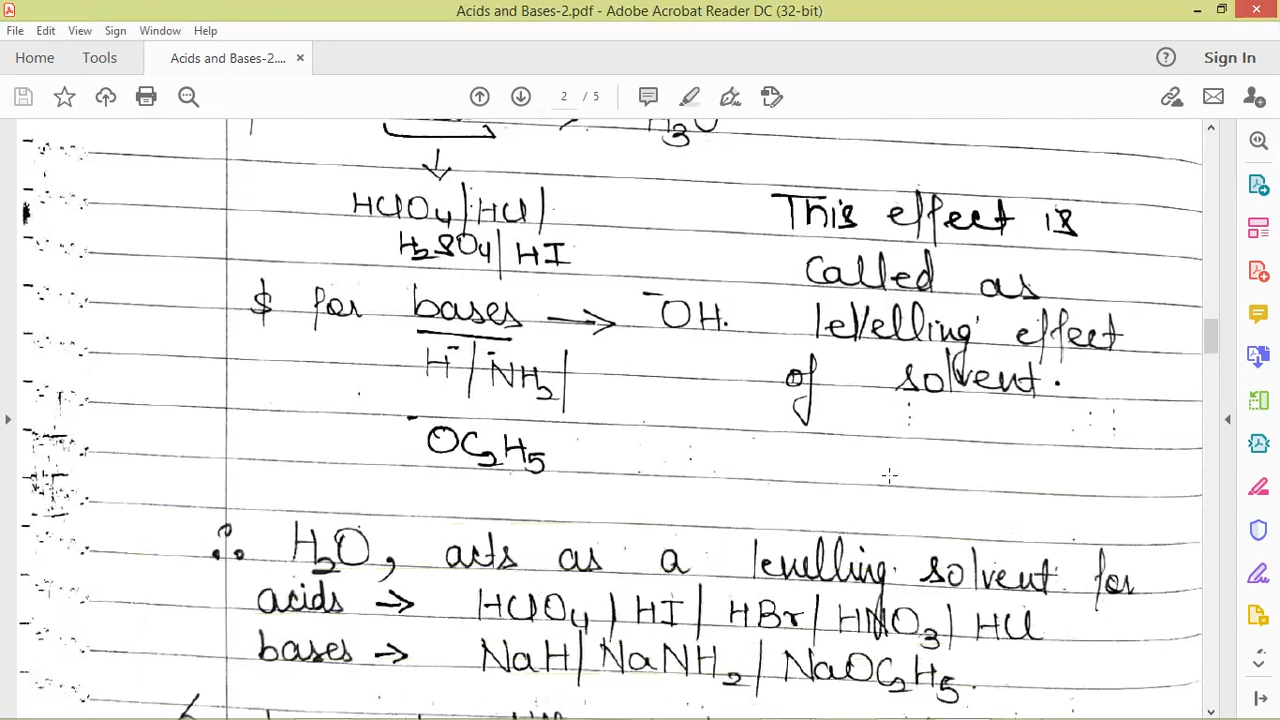 Acids and Bases-2.pdf - Adobe Acrobat Reader DC (32-bit)
File Edit View Sign Window Help
Home Tools Acids and Bases-2.... × Sign In
2 / 5
H3O
HClO4 | HCl |
H2SO4 | HI
This effect is
called as
levelling effect
of solvent.
$ for bases → -OH.
H- | -NH2 |
-OC2H5
∴ H2O, acts as a levelling solvent for
acids → HClO4 | HI | HBr | HNO3 | HCl
bases → NaH | NaNH2 | NaOC2H5.